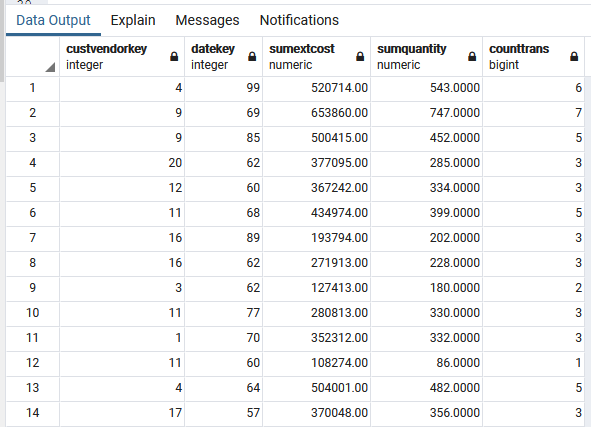 Data Output Explain Messages Notifications
custvendorkey datekey sumextcost sumquantity counttrans
integer integer numeric numeric bigint
1 4 99 520714.00 543.0000 6
2 9 69 653860.00 747.0000 7
3 9 85 500415.00 452.0000 5
4 20 62 377095.00 285.0000 3
5 12 60 367242.00 334.0000 3
6 11 68 434974.00 399.0000 5
7 16 89 193794.00 202.0000 3
8 16 62 271913.00 228.0000 3
9 3 62 127413.00 180.0000 2
10 11 77 280813.00 330.0000 3
11 1 70 352312.00 332.0000 3
12 11 60 108274.00 86.0000 1
13 4 64 504001.00 482.0000 5
14 17 57 370048.00 356.0000 3